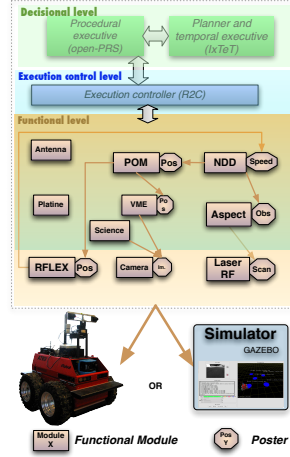 Decisional level
Procedural
executive
(open-PRS)
Planner and
temporal executive
(IxTeT)
Execution control level
Execution controller (R2C)
Functional level
Antenna
POM
Pos
NDD
Speed
Platine
VME
Po
s
Aspect
Obs
Science
RFLEX
Pos
Camera
Im.
Laser
RF
Scan
OR
Simulator
GAZEBO
Module
X
Functional Module
Pos
Y
Poster